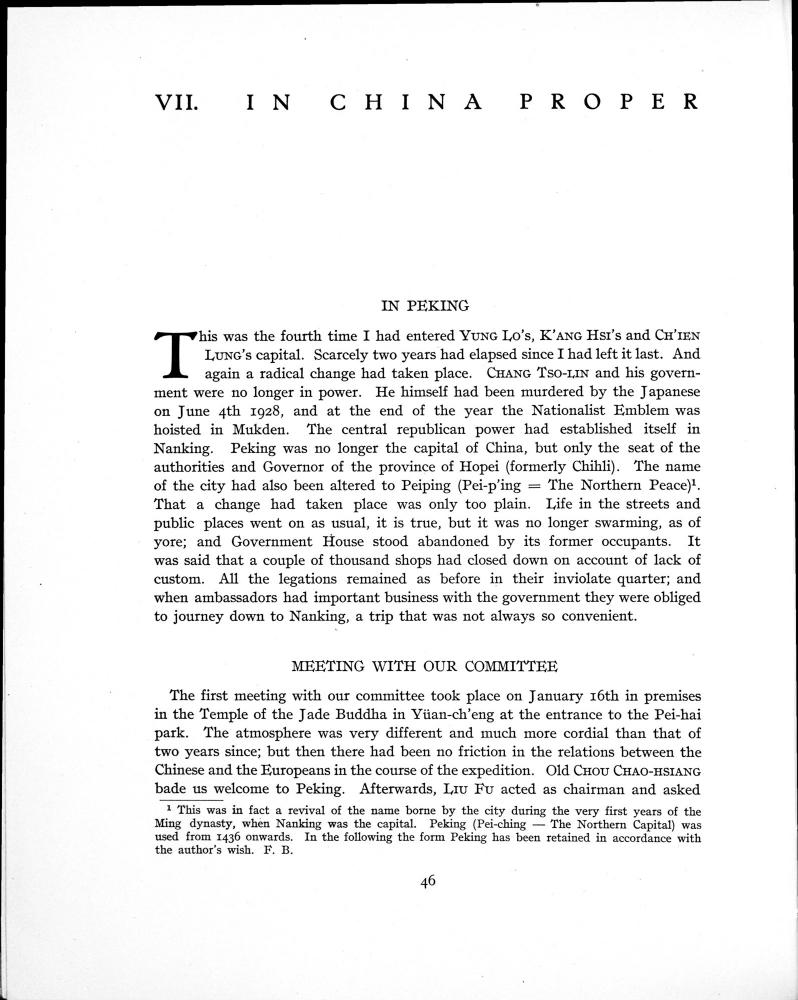 VII. IN CHINA PROPER
IN PEKING
This was the fourth time I had entered YUNG LO's, K'ANG HSI's and CH'IEN
LUNG's capital. Scarcely two years had elapsed since I had left it last. And
again a radical change had taken place. CHANG TSO-LIN and his govern-
ment were no longer in power. He himself had been murdered by the Japanese
on June 4th 1928, and at the end of the year the Nationalist Emblem was
hoisted in Mukden. The central republican power had established itself in
Nanking. Peking was no longer the capital of China, but only the seat of the
authorities and Governor of the province of Hopei (formerly Chihli). The name
of the city had also been altered to Peiping (Pei-p'ing = The Northern Peace)¹.
That a change had taken place was only too plain. Life in the streets and
public places went on as usual, it is true, but it was no longer swarming, as of
yore; and Government House stood abandoned by its former occupants. It
was said that a couple of thousand shops had closed down on account of lack of
custom. All the legations remained as before in their inviolate quarter; and
when ambassadors had important business with the government they were obliged
to journey down to Nanking, a trip that was not always so convenient.
MEETING WITH OUR COMMITTEE
The first meeting with our committee took place on January 16th in premises
in the Temple of the Jade Buddha in Yüan-ch'eng at the entrance to the Pei-hai
park. The atmosphere was very different and much more cordial than that of
two years since; but then there had been no friction in the relations between the
Chinese and the Europeans in the course of the expedition. Old CHOU CHAO-HSIANG
bade us welcome to Peking. Afterwards, LIU FU acted as chairman and asked
¹ This was in fact a revival of the name borne by the city during the very first years of the
Ming dynasty, when Nanking was the capital. Peking (Pei-ching — The Northern Capital) was
used from 1436 onwards. In the following the form Peking has been retained in accordance with
the author's wish. F. B.
46